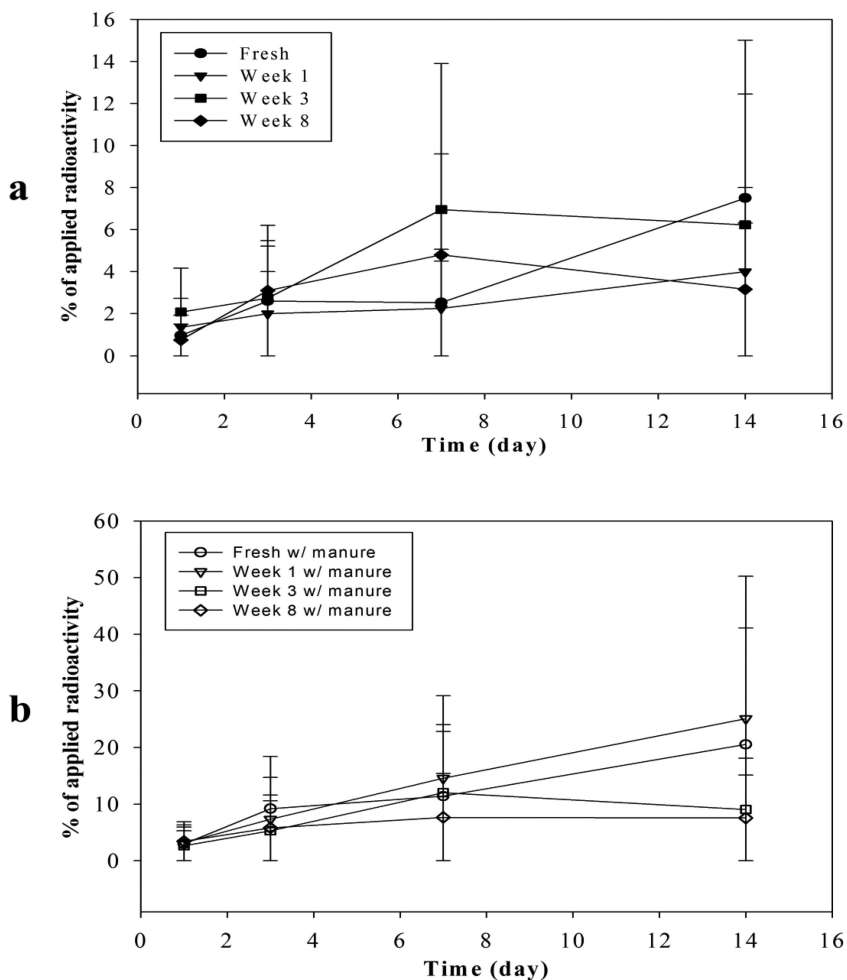 a
% of applied radioactivity
16
14
12
10
8
6
4
2
0
Fresh
Week 1
Week 3
Week 8
0 2 4 6 8 10 12 14 16
Time (day)
b
% of applied radioactivity
60
50
40
30
20
10
0
Fresh w/ manure
Week 1 w/ manure
Week 3 w/ manure
Week 8 w/ manure
0 2 4 6 8 10 12 14 16
Time (day)